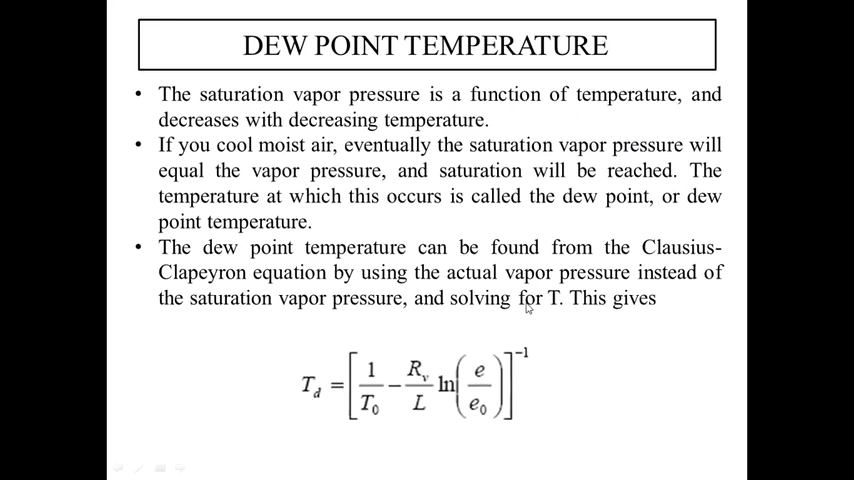 DEW POINT TEMPERATURE
• The saturation vapor pressure is a function of temperature, and
decreases with decreasing temperature.
• If you cool moist air, eventually the saturation vapor pressure will
equal the vapor pressure, and saturation will be reached. The
temperature at which this occurs is called the dew point, or dew
point temperature.
• The dew point temperature can be found from the Clausius-
Clapeyron equation by using the actual vapor pressure instead of
the saturation vapor pressure, and solving for T. This gives
T_d = [1/T_0 − R_v/L ln(e/e_0)]^−1